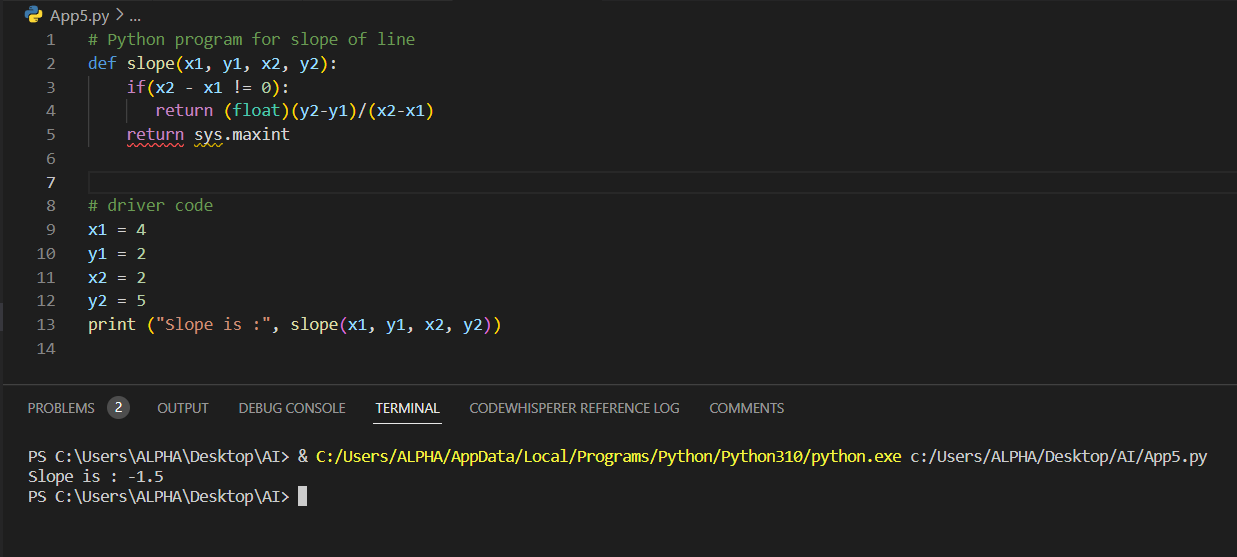 App5.py > ...
1 # Python program for slope of line
2 def slope(x1, y1, x2, y2):
3     if(x2 - x1 != 0):
4        return (float)(y2-y1)/(x2-x1)
5     return sys.maxint
6
7
8 # driver code
9 x1 = 4
10 y1 = 2
11 x2 = 2
12 y2 = 5
13 print ("Slope is :", slope(x1, y1, x2, y2))
14
PROBLEMS 2 OUTPUT DEBUG CONSOLE TERMINAL CODEWHISPERER REFERENCE LOG COMMENTS
PS C:\Users\ALPHA\Desktop\AI> & C:/Users/ALPHA/AppData/Local/Programs/Python/Python310/python.exe c:/Users/ALPHA/Desktop/AI/App5.py
Slope is : -1.5
PS C:\Users\ALPHA\Desktop\AI>